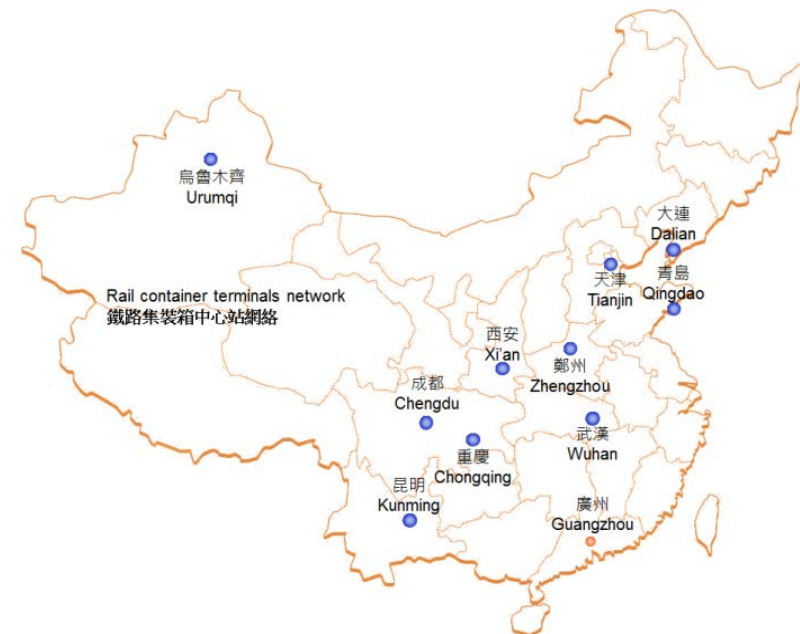 烏魯木齊
Urumqi
大連
Dalian
天津
Tianjin
青島
Qingdao
Rail container terminals network
鐵路集裝箱中心站網絡
西安
Xi'an
鄭州
Zhengzhou
成都
Chengdu
重慶
Chongqing
武漢
Wuhan
昆明
Kunming
廣州
Guangzhou